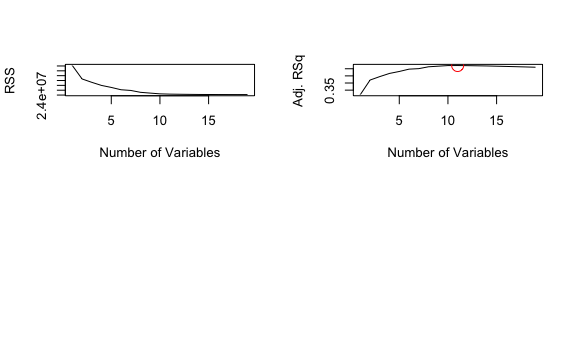 RSS
2.4e+07
5 10 15
Number of Variables
Adj. RSq
0.35
5 10 15
Number of Variables